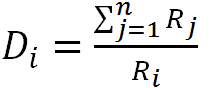 $D_i = \frac{\sum_{j=1}^{n} R_j}{R_i}$